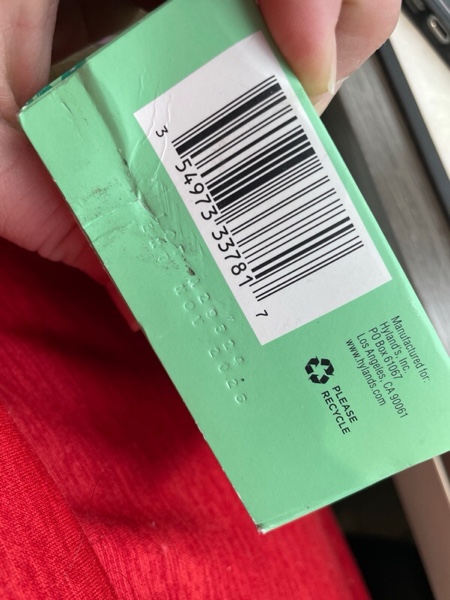 3 54973 33781 7
Manufactured for:
Hyland's, Inc.
PO Box 61067
Los Angeles, CA 90061
www.hylands.com
PLEASE
RECYCLE